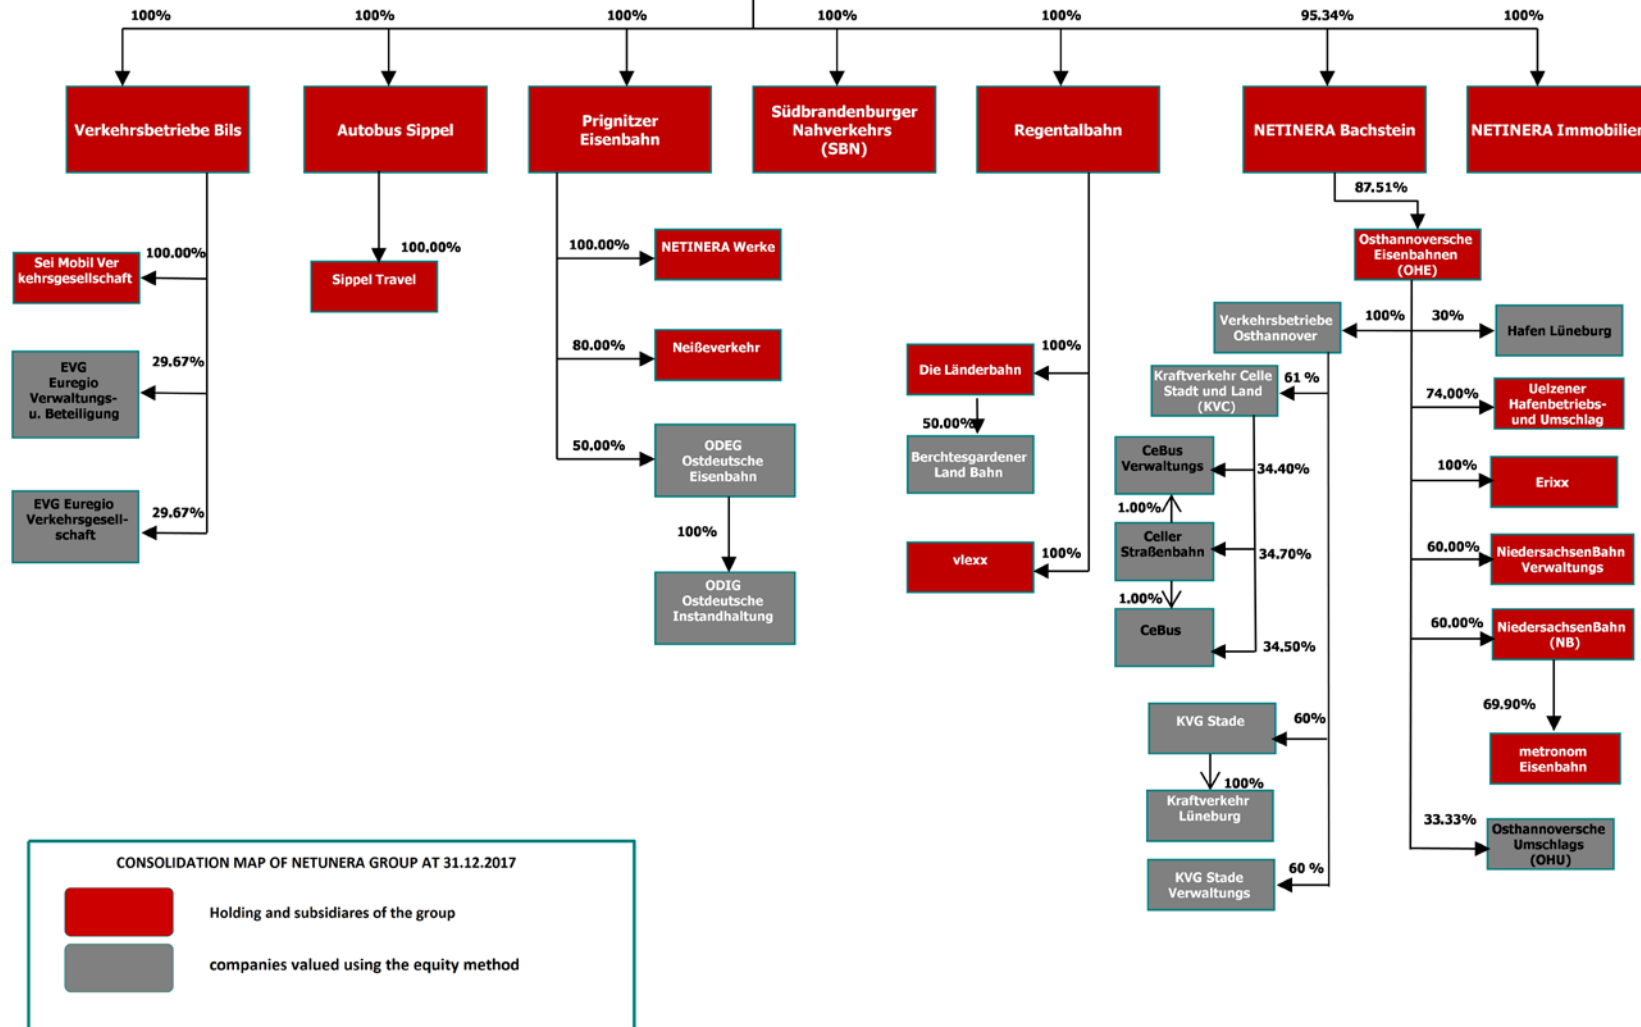 100%
100%
100%
100%
100%
95.34%
100%
Verkehrsbetriebe Bils
Autobus Sippel
Prignitzer
Eisenbahn
Südbrandenburger
Nahverkehrs
(SBN)
Regentalbahn
NETINERA Bachstein
NETINERA Immobilien
100.00%
Sei Mobil Ver
kehrsgesellschaft
29.67%
EVG
Euregio
Verwaltungs-
u. Beteiligung
29.67%
EVG Euregio
Verkehrsgesell-
schaft
100.00%
Sippel Travel
100.00%
NETINERA Werke
80.00%
Neißeverkehr
50.00%
ODEG
Ostdeutsche
Eisenbahn
100%
ODIG
Ostdeutsche
Instandhaltung
100%
Die Länderbahn
50.00%
Berchtesgardener
Land Bahn
100%
vlexx
87.51%
Osthannoversche
Eisenbahnen
(OHE)
100%
Verkehrsbetriebe
Osthannover
61 %
Kraftverkehr Celle
Stadt und Land
(KVC)
34.40%
CeBus
Verwaltungs
1.00%
34.70%
Celler
Straßenbahn
1.00%
34.50%
CeBus
60%
KVG Stade
100%
Kraftverkehr
Lüneburg
60 %
KVG Stade
Verwaltungs
30%
Hafen Lüneburg
74.00%
Uelzener
Hafenbetriebs-
und Umschlag
100%
Erixx
60.00%
NiedersachsenBahn
Verwaltungs
60.00%
NiedersachsenBahn
(NB)
69.90%
metronom
Eisenbahn
33.33%
Osthannoversche
Umschlags
(OHU)
CONSOLIDATION MAP OF NETUNERA GROUP AT 31.12.2017
Holding and subsidiares of the group
companies valued using the equity method